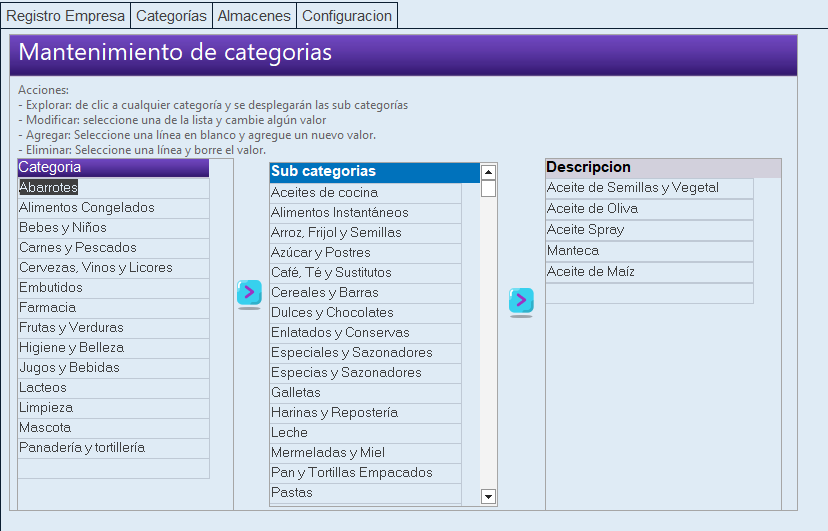 Registro Empresa Categorías Almacenes Configuracion
Mantenimiento de categorias
Acciones:
- Explorar: de clic a cualquier categoría y se desplegarán las sub categorías
- Modificar: seleccione una de la lista y cambie algún valor
- Agregar: Seleccione una línea en blanco y agregue un nuevo valor.
- Eliminar: Seleccione una línea y borre el valor.
Categoria
Abarrotes
Alimentos Congelados
Bebes y Niños
Carnes y Pescados
Cervezas, Vinos y Licores
Embutidos
Farmacia
Frutas y Verduras
Higiene y Belleza
Jugos y Bebidas
Lacteos
Limpieza
Mascota
Panadería y tortillería
Sub categorias
Aceites de cocina
Alimentos Instantáneos
Arroz, Frijol y Semillas
Azúcar y Postres
Café, Té y Sustitutos
Cereales y Barras
Dulces y Chocolates
Enlatados y Conservas
Especiales y Sazonadores
Especias y Sazonadores
Galletas
Harinas y Repostería
Leche
Mermeladas y Miel
Pan y Tortillas Empacados
Pastas
Descripcion
Aceite de Semillas y Vegetal
Aceite de Oliva
Aceite Spray
Manteca
Aceite de Maíz